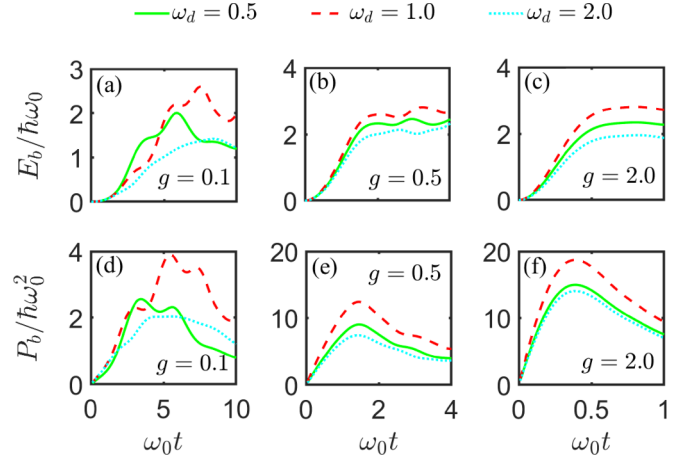 ω_d = 0.5 ω_d = 1.0 ω_d = 2.0
E_b/ħω_0
3
2
1
0
(a)
g = 0.1
4
2
0
(b)
g = 0.5
4
2
0
(c)
g = 2.0
P_b/ħω_0^2
4
2
0
(d)
g = 0.1
0 5 10
ω_0t
20
10
0
(e)
g = 0.5
0 2 4
ω_0t
20
10
0
(f)
g = 2.0
0 0.5 1
ω_0t